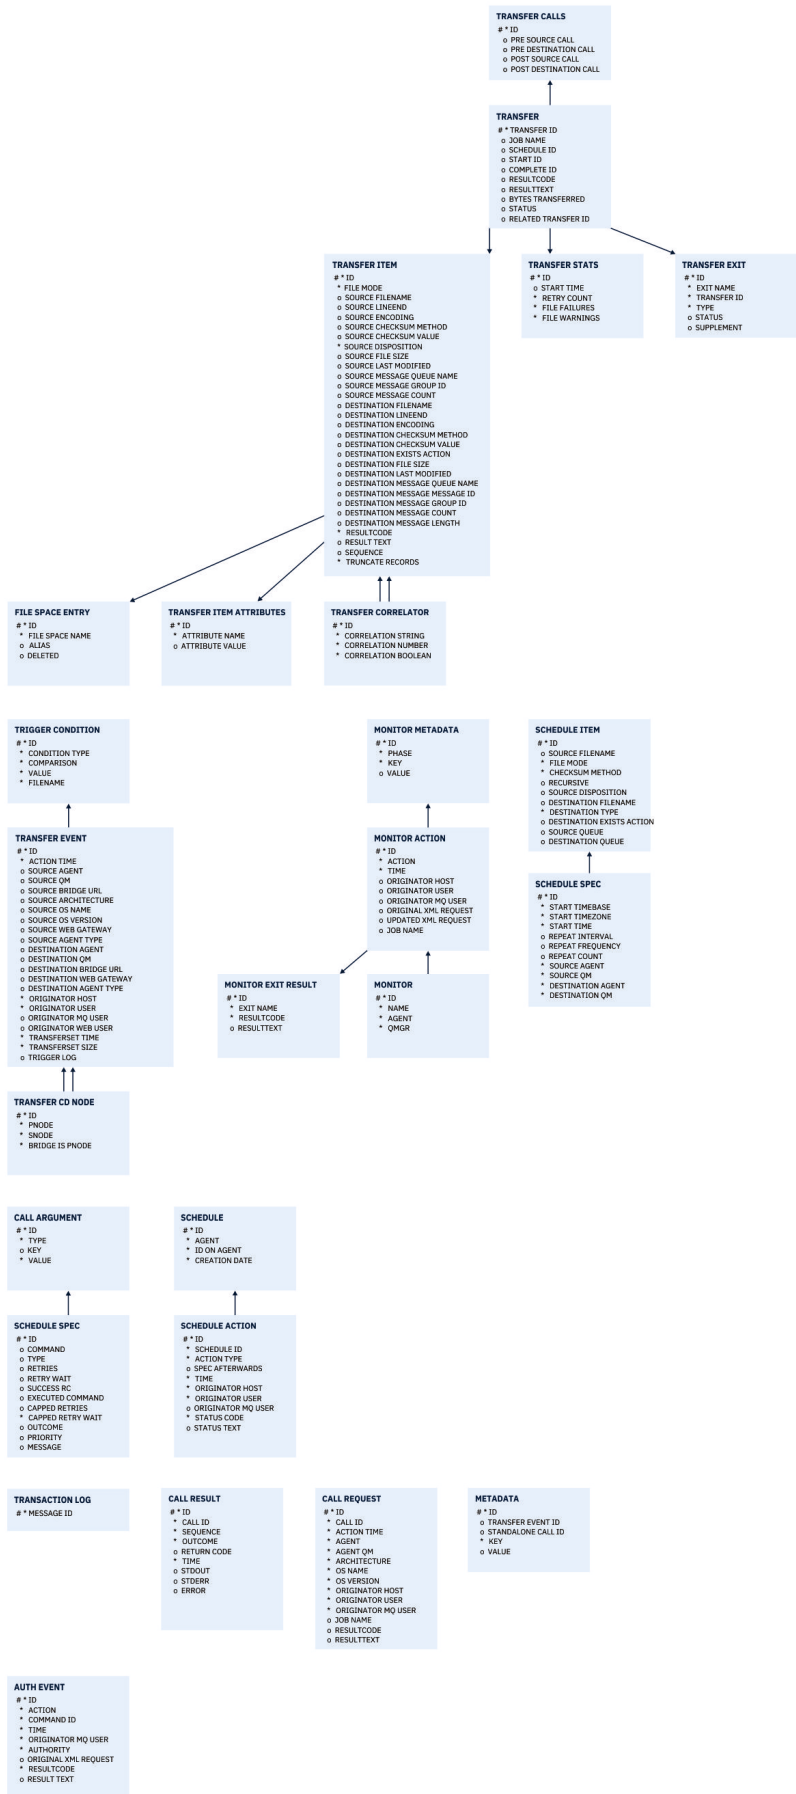 TRANSFER CALLS
# * ID
o PRE SOURCE CALL
o PRE DESTINATION CALL
o POST SOURCE CALL
o POST DESTINATION CALL
TRANSFER
# * TRANSFER ID
o JOB NAME
o SCHEDULE ID
o START ID
o COMPLETE ID
o RESULTCODE
o RESULTTEXT
o BYTES TRANSFERRED
o STATUS
o RELATED TRANSFER ID
TRANSFER ITEM
# * ID
* FILE MODE
o SOURCE FILENAME
o SOURCE LINEEND
o SOURCE ENCODING
o SOURCE CHECKSUM METHOD
o SOURCE CHECKSUM VALUE
* SOURCE DISPOSITION
o SOURCE FILE SIZE
o SOURCE LAST MODIFIED
o SOURCE MESSAGE QUEUE NAME
o SOURCE MESSAGE GROUP ID
o SOURCE MESSAGE COUNT
o DESTINATION FILENAME
o DESTINATION LINEEND
o DESTINATION ENCODING
o DESTINATION CHECKSUM METHOD
o DESTINATION CHECKSUM VALUE
o DESTINATION EXISTS ACTION
o DESTINATION FILE SIZE
o DESTINATION LAST MODIFIED
o DESTINATION MESSAGE QUEUE NAME
o DESTINATION MESSAGE MESSAGE ID
o DESTINATION MESSAGE GROUP ID
o DESTINATION MESSAGE COUNT
o DESTINATION MESSAGE LENGTH
* RESULTCODE
o RESULT TEXT
o SEQUENCE
* TRUNCATE RECORDS
TRANSFER STATS
# * ID
o START TIME
* RETRY COUNT
* FILE FAILURES
* FILE WARNINGS
TRANSFER EXIT
# * ID
* EXIT NAME
* TRANSFER ID
* TYPE
o STATUS
o SUPPLEMENT
FILE SPACE ENTRY
# * ID
* FILE SPACE NAME
o ALIAS
o DELETED
TRANSFER ITEM ATTRIBUTES
# * ID
* ATTRIBUTE NAME
o ATTRIBUTE VALUE
TRANSFER CORRELATOR
# * ID
* CORRELATION STRING
* CORRELATION NUMBER
* CORRELATION BOOLEAN
TRIGGER CONDITION
# * ID
* CONDITION TYPE
* COMPARISON
* VALUE
* FILENAME
TRANSFER EVENT
# * ID
* ACTION TIME
o SOURCE AGENT
o SOURCE QM
o SOURCE BRIDGE URL
o SOURCE ARCHITECTURE
o SOURCE OS NAME
o SOURCE OS VERSION
o SOURCE WEB GATEWAY
o SOURCE AGENT TYPE
o DESTINATION AGENT
o DESTINATION QM
o DESTINATION BRIDGE URL
o DESTINATION WEB GATEWAY
o DESTINATION AGENT TYPE
* ORIGINATOR HOST
* ORIGINATOR USER
o ORIGINATOR MQ USER
o ORIGINATOR WEB USER
* TRANSFERSET TIME
* TRANSFERSET SIZE
o TRIGGER LOG
TRANSFER CD NODE
# * ID
* PNODE
* SNODE
* BRIDGE IS PNODE
MONITOR METADATA
# * ID
* PHASE
* KEY
o VALUE
MONITOR ACTION
# * ID
* ACTION
* TIME
o ORIGINATOR HOST
o ORIGINATOR USER
o ORIGINATOR MQ USER
o ORIGINAL XML REQUEST
o UPDATED XML REQUEST
o JOB NAME
MONITOR EXIT RESULT
# * ID
* EXIT NAME
* RESULTCODE
o RESULTTEXT
MONITOR
# * ID
* NAME
* AGENT
* QMGR
SCHEDULE ITEM
# * ID
o SOURCE FILENAME
* FILE MODE
* CHECKSUM METHOD
o RECURSIVE
o SOURCE DISPOSITION
o DESTINATION FILENAME
* DESTINATION TYPE
o DESTINATION EXISTS ACTION
o SOURCE QUEUE
o DESTINATION QUEUE
SCHEDULE SPEC
# * ID
* START TIMEBASE
* START TIMEZONE
* START TIME
o REPEAT INTERVAL
o REPEAT FREQUENCY
o REPEAT COUNT
* SOURCE AGENT
* SOURCE QM
* DESTINATION AGENT
* DESTINATION QM
CALL ARGUMENT
# * ID
* TYPE
o KEY
* VALUE
SCHEDULE SPEC
# * ID
o COMMAND
o TYPE
o RETRIES
o RETRY WAIT
o SUCCESS RC
o EXECUTED COMMAND
o CAPPED RETRIES
* CAPPED RETRY WAIT
o OUTCOME
o PRIORITY
o MESSAGE
SCHEDULE
# * ID
* AGENT
* ID ON AGENT
* CREATION DATE
SCHEDULE ACTION
# * ID
* SCHEDULE ID
* ACTION TYPE
o SPEC AFTERWARDS
* TIME
* ORIGINATOR HOST
* ORIGINATOR USER
o ORIGINATOR MQ USER
* STATUS CODE
o STATUS TEXT
TRANSACTION LOG
# * MESSAGE ID
CALL RESULT
# * ID
* CALL ID
* SEQUENCE
* OUTCOME
o RETURN CODE
* TIME
o STDOUT
o STDERR
o ERROR
CALL REQUEST
# * ID
* CALL ID
* ACTION TIME
* AGENT
* AGENT QM
* ARCHITECTURE
* OS NAME
* OS VERSION
* ORIGINATOR HOST
* ORIGINATOR USER
* ORIGINATOR MQ USER
o JOB NAME
o RESULTCODE
o RESULTTEXT
METADATA
# * ID
o TRANSFER EVENT ID
o STANDALONE CALL ID
* KEY
o VALUE
AUTH EVENT
# * ID
* ACTION
* COMMAND ID
* TIME
* ORIGINATOR MQ USER
* AUTHORITY
o ORIGINAL XML REQUEST
* RESULTCODE
o RESULT TEXT